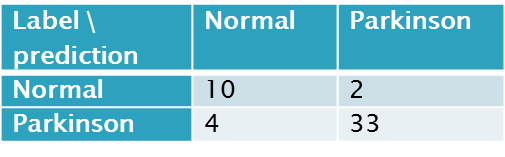 Label \ Normal Parkinson
prediction
Normal 10 2
Parkinson 4 33